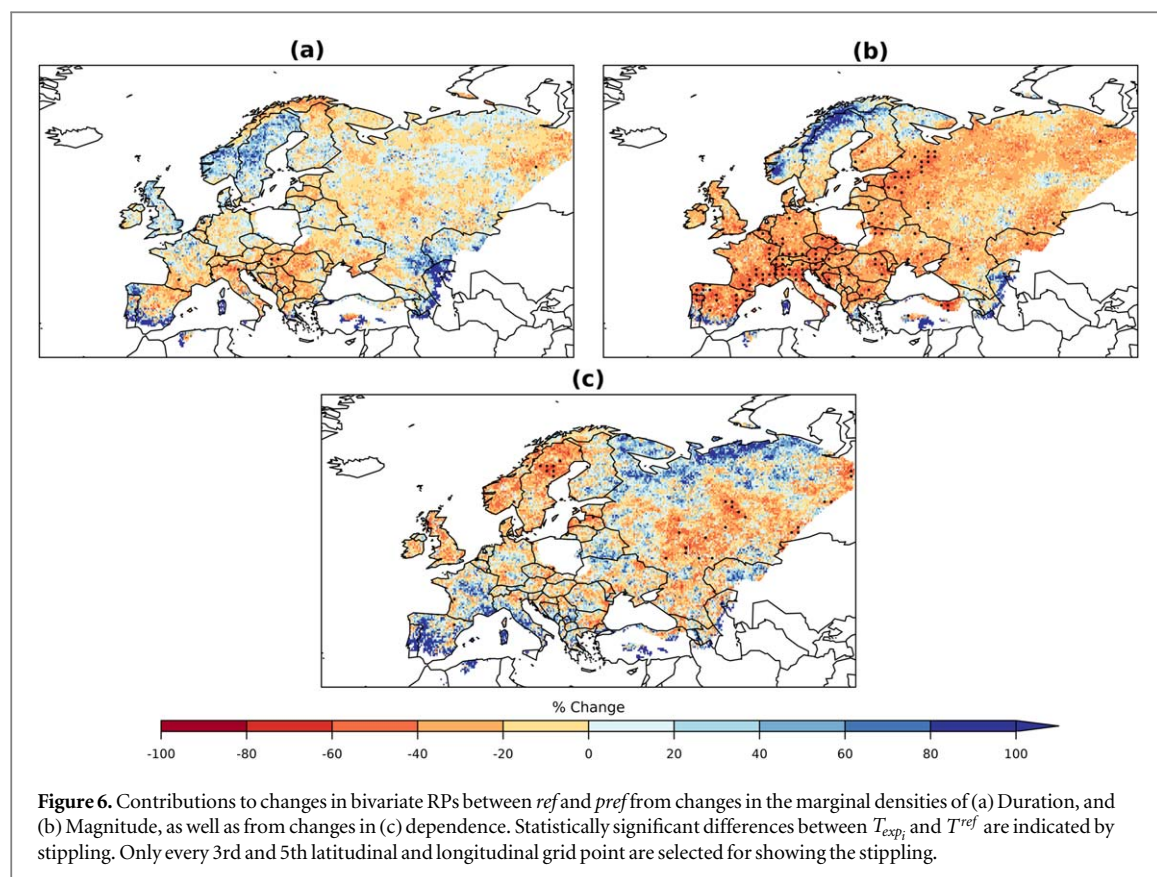 (a)
(b)
(c)
% Change
-100 -80 -60 -40 -20 0 20 40 60 80 100
Figure 6. Contributions to changes in bivariate RPs between ref and pref from changes in the marginal densities of (a) Duration, and
(b) Magnitude, as well as from changes in (c) dependence. Statistically significant differences between T_{exp_i} and T^{ref} are indicated by
stippling. Only every 3rd and 5th latitudinal and longitudinal grid point are selected for showing the stippling.